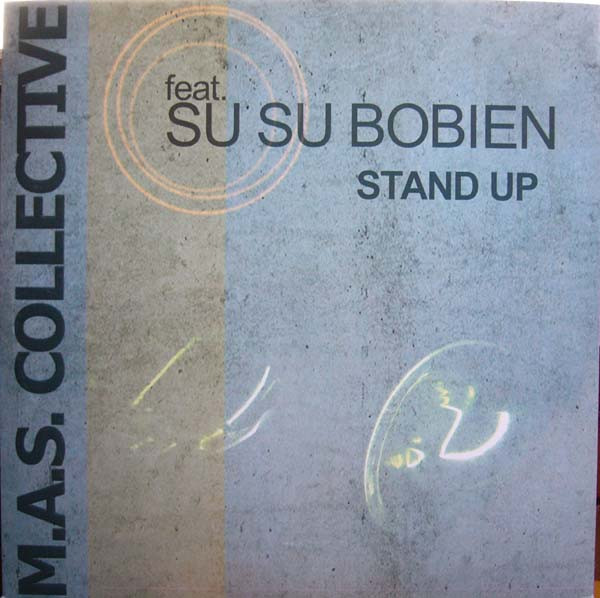 M.A.S. COLLECTIVE
feat.
SU SU BOBIEN
STAND UP